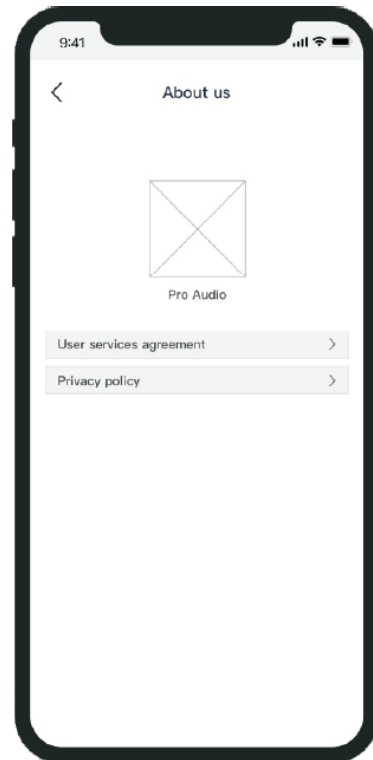 9:41
About us
Pro Audio
User services agreement
Privacy policy